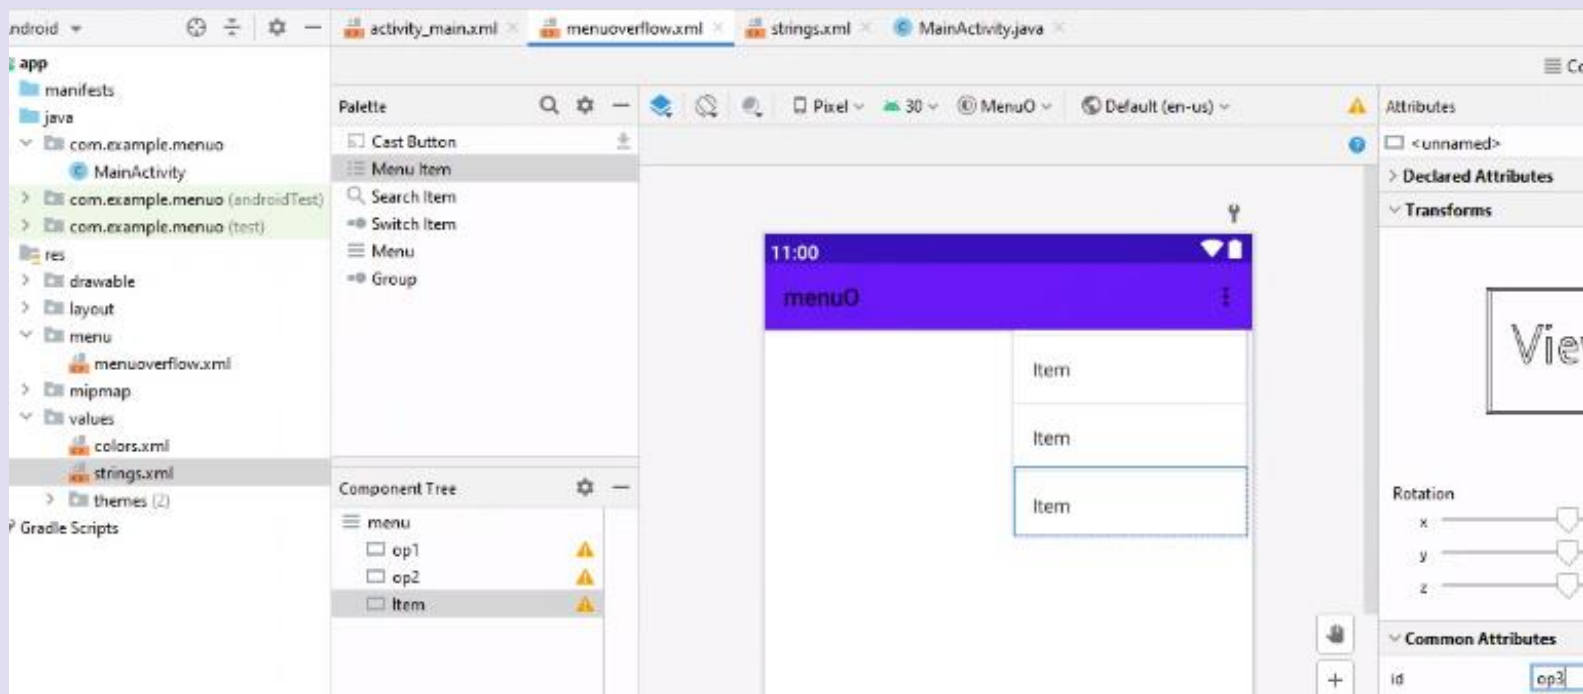 ndroid
activity_main.xml
menuoverflow.xml
strings.xml
MainActivity.java
app
manifests
java
com.example.menuo
MainActivity
com.example.menuo (androidTest)
com.example.menuo (test)
res
drawable
layout
menu
menuoverflow.xml
mipmap
values
colors.xml
strings.xml
themes (2)
Gradle Scripts
Palette
Cast Button
Menu Item
Search Item
Switch Item
Menu
Group
Component Tree
menu
op1
op2
Item
Pixel
30
MenuO
Default (en-us)
11:00
menuO
Item
Item
Item
Co
Attributes
<unnamed>
Declared Attributes
Transforms
View
Rotation
x
y
z
Common Attributes
id op3